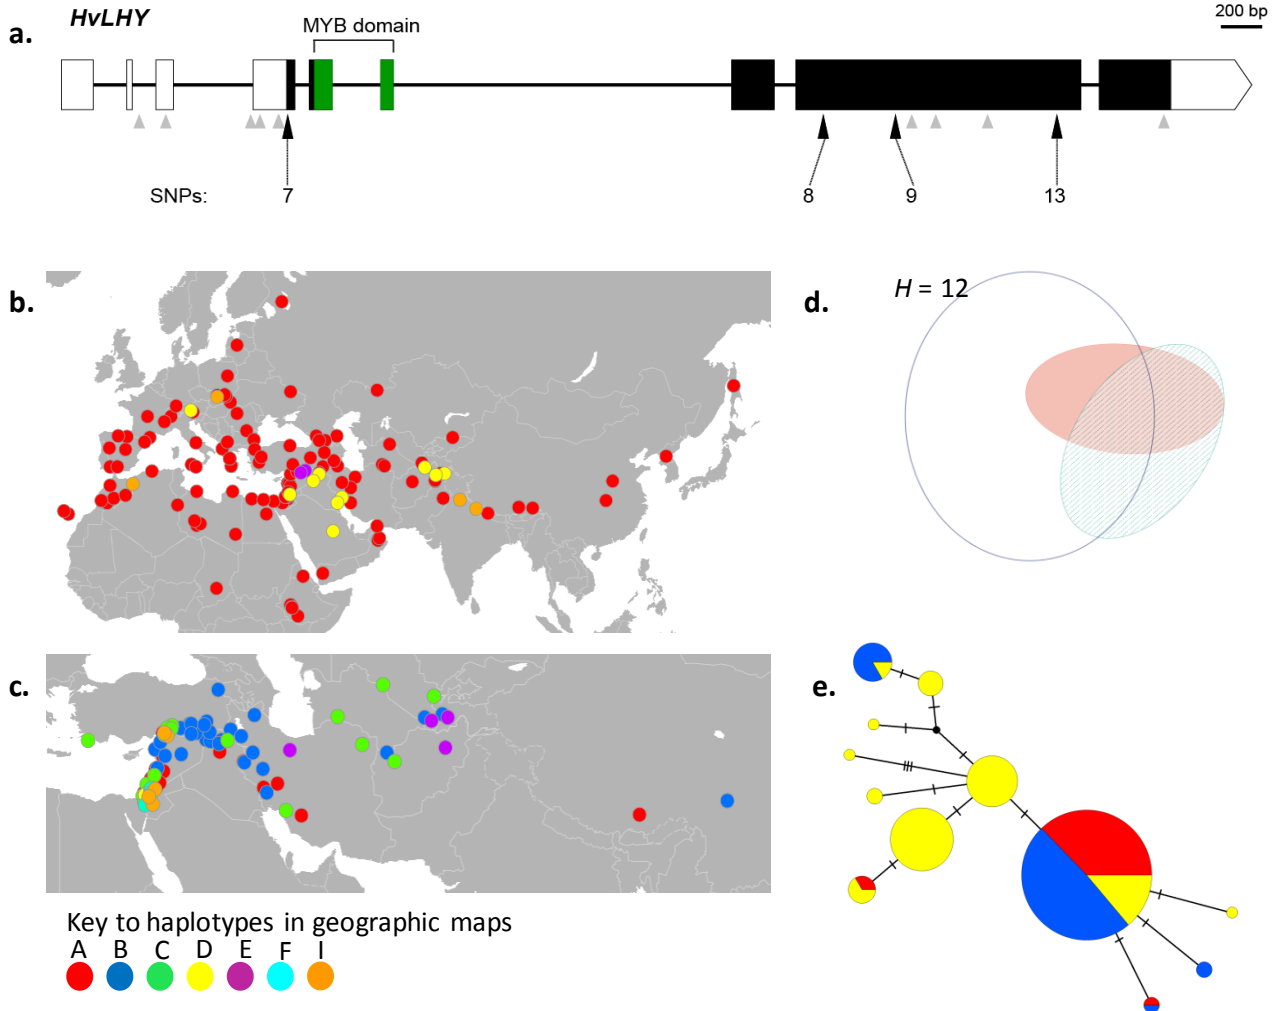 a.
HvLHY
MYB domain
200 bp
SNPs:
7
8
9
13
b.
d.
H = 12
c.
e.
Key to haplotypes in geographic maps
A B C D E F I